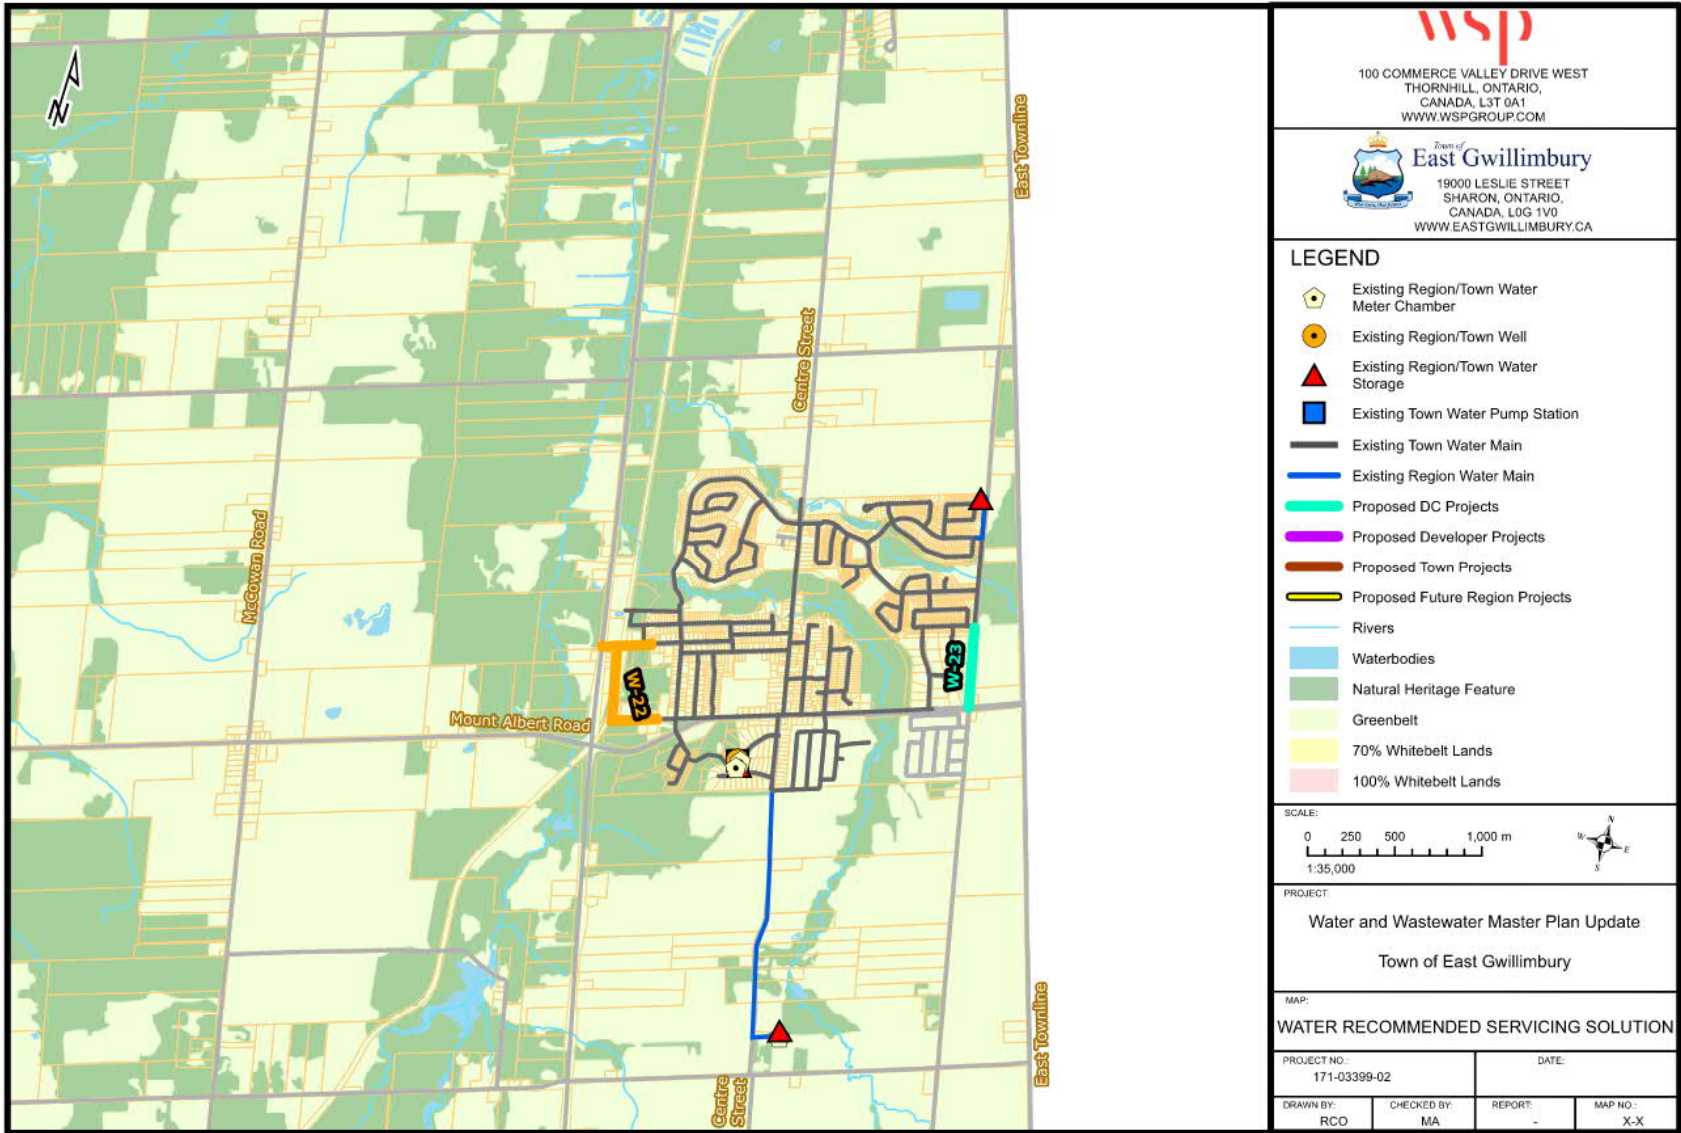 N
East Townline
Centre Street
McCowan Road
W-23
W-22
Mount Albert Road
East Townline
Centre
Street
wsp
100 COMMERCE VALLEY DRIVE WEST
THORNHILL, ONTARIO,
CANADA, L3T 0A1
WWW.WSPGROUP.COM
Town of
East Gwillimbury
19000 LESLIE STREET
SHARON, ONTARIO,
CANADA, L0G 1V0
WWW.EASTGWILLIMBURY.CA
LEGEND
Existing Region/Town Water
Meter Chamber
Existing Region/Town Well
Existing Region/Town Water
Storage
Existing Town Water Pump Station
Existing Town Water Main
Existing Region Water Main
Proposed DC Projects
Proposed Developer Projects
Proposed Town Projects
Proposed Future Region Projects
Rivers
Waterbodies
Natural Heritage Feature
Greenbelt
70% Whitebelt Lands
100% Whitebelt Lands
SCALE:
0 250 500 1,000 m
1:35,000
N
W E
S
PROJECT:
Water and Wastewater Master Plan Update
Town of East Gwillimbury
MAP:
WATER RECOMMENDED SERVICING SOLUTION
PROJECT NO.: DATE:
171-03399-02
DRAWN BY: CHECKED BY: REPORT: MAP NO.:
RCO MA - X-X